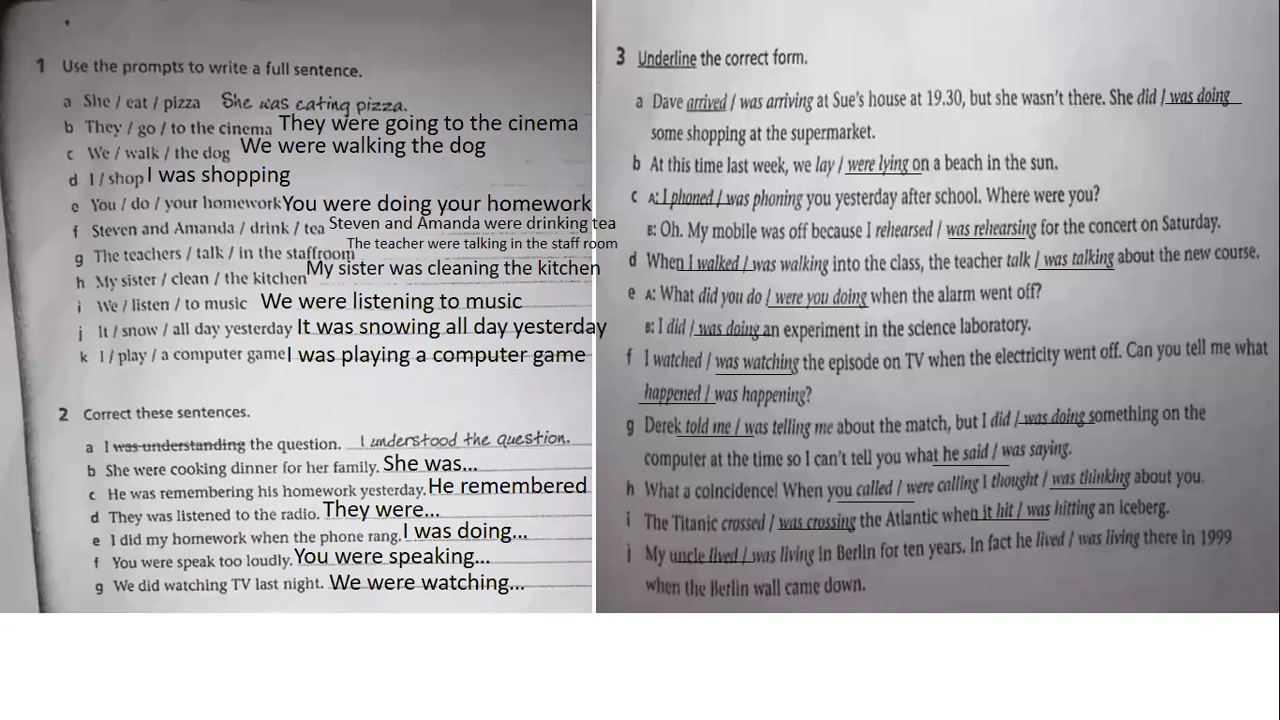 1 Use the prompts to write a full sentence.
a She / eat / pizza She was eating pizza.
b They / go / to the cinema They were going to the cinema
c We / walk / the dog We were walking the dog
d I / shop I was shopping
e You / do / your homework You were doing your homework
f Steven and Amanda / drink / tea Steven and Amanda were drinking tea
g The teachers / talk / in the staffroom The teacher were talking in the staff room
h My sister / clean / the kitchen My sister was cleaning the kitchen
i We / listen / to music We were listening to music
j It / snow / all day yesterday It was snowing all day yesterday
k I / play / a computer game I was playing a computer game
2 Correct these sentences.
a I was understanding the question. I understood the question.
b She were cooking dinner for her family. She was...
c He was remembering his homework yesterday. He remembered
d They was listened to the radio. They were...
e I did my homework when the phone rang. I was doing...
f You were speak too loudly. You were speaking...
g We did watching TV last night. We were watching...
3 Underline the correct form.
a Dave arrived / was arriving at Sue's house at 19.30, but she wasn't there. She did / was doing
some shopping at the supermarket.
b At this time last week, we lay / were lying on a beach in the sun.
c A: I phoned / was phoning you yesterday after school. Where were you?
B: Oh. My mobile was off because I rehearsed / was rehearsing for the concert on Saturday.
d When I walked / was walking into the class, the teacher talk / was talking about the new course.
e A: What did you do / were you doing when the alarm went off?
B: I did / was doing an experiment in the science laboratory.
f I watched / was watching the episode on TV when the electricity went off. Can you tell me what
happened / was happening?
g Derek told me / was telling me about the match, but I did / was doing something on the
computer at the time so I can't tell you what he said / was saying.
h What a coincidence! When you called / were calling I thought / was thinking about you.
i The Titanic crossed / was crossing the Atlantic when it hit / was hitting an iceberg.
j My uncle lived / was living in Berlin for ten years. In fact he lived / was living there in 1999
when the Berlin wall came down.